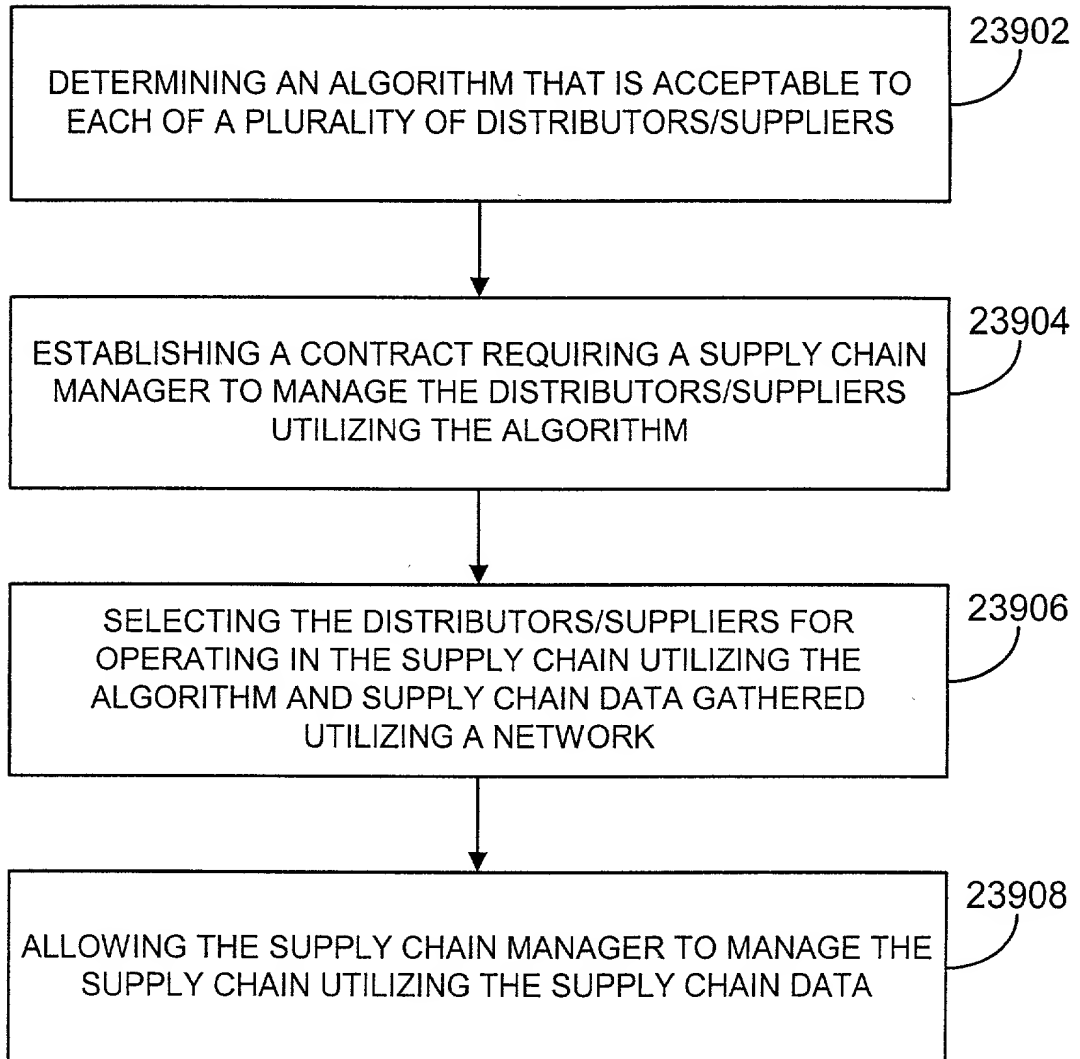 23902
DETERMINING AN ALGORITHM THAT IS ACCEPTABLE TO
EACH OF A PLURALITY OF DISTRIBUTORS/SUPPLIERS
23904
ESTABLISHING A CONTRACT REQUIRING A SUPPLY CHAIN
MANAGER TO MANAGE THE DISTRIBUTORS/SUPPLIERS
UTILIZING THE ALGORITHM
23906
SELECTING THE DISTRIBUTORS/SUPPLIERS FOR
OPERATING IN THE SUPPLY CHAIN UTILIZING THE
ALGORITHM AND SUPPLY CHAIN DATA GATHERED
UTILIZING A NETWORK
23908
ALLOWING THE SUPPLY CHAIN MANAGER TO MANAGE THE
SUPPLY CHAIN UTILIZING THE SUPPLY CHAIN DATA